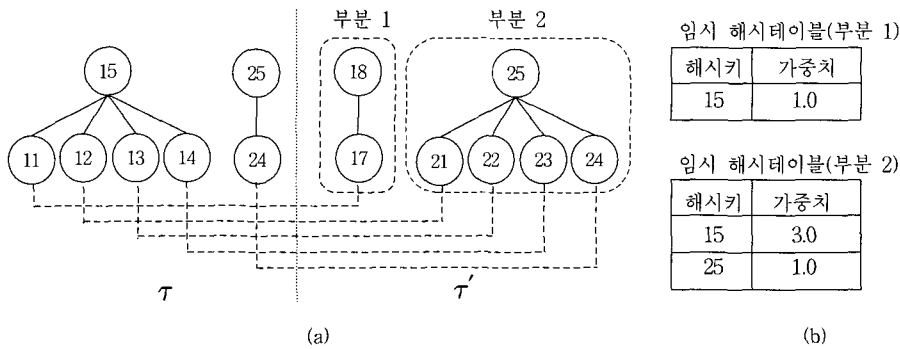 부분 1 부분 2
15 25 18 25
11 12 13 14 24 17 21 22 23 24
τ τ′
(a)
임시 해시테이블(부분 1)
해시키 가중치
15 1.0
임시 해시테이블(부분 2)
해시키 가중치
15 3.0
25 1.0
(b)